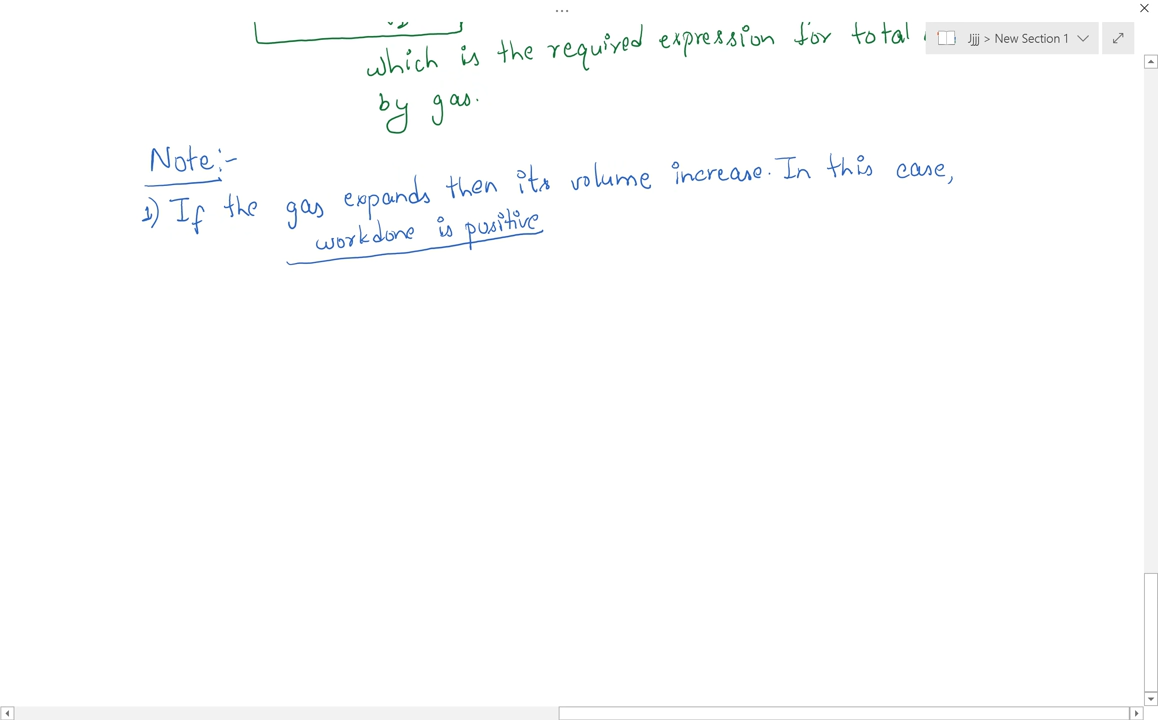 ...
Jjjj > New Section 1
which is the required expression for total
by gas.
Note:-
1) If the gas expands then its volume increase. In this case,
workdone is positive